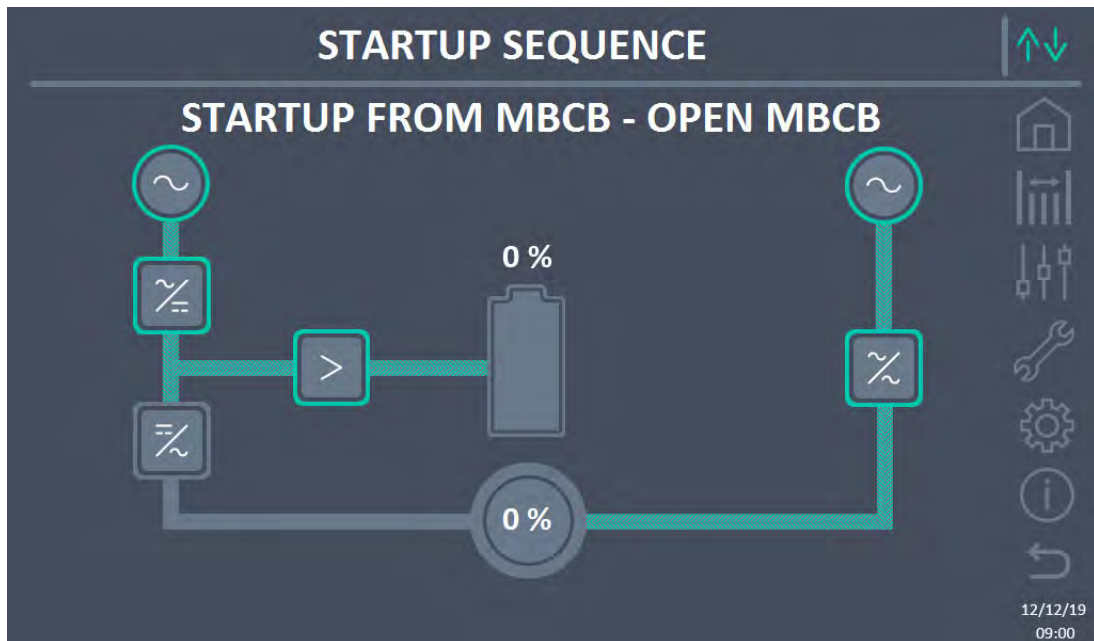 STARTUP SEQUENCE
STARTUP FROM MBCB - OPEN MBCB
0 %
0 %
12/12/19
09:00